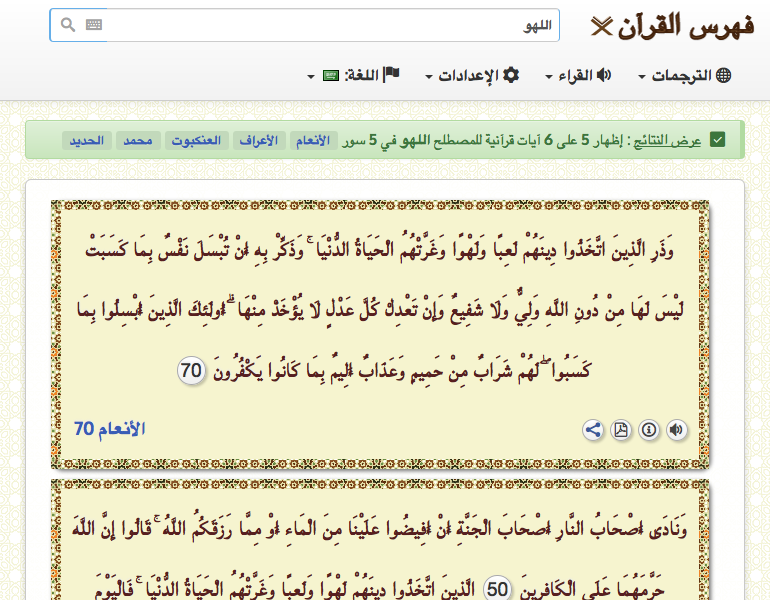 فهرس القرآن
اللهو
الترجمات
القراء
الإعدادات
اللغة:
عرض النتائج : إظهار 5 على 6 آيات قرآنية للمصطلح اللهو في 5 سور الأنعام الأعراف العنكبوت محمد الحديد
وَذَرِ الَّذِينَ اتَّخَذُوا دِينَهُمْ لَعِبًا وَلَهْوًا وَغَرَّتْهُمُ الْحَيَاةُ الدُّنْيَا ۚ وَذَكِّرْ بِهِ أَنْ تُبْسَلَ نَفْسٌ بِمَا كَسَبَتْ
لَيْسَ لَهَا مِنْ دُونِ اللَّهِ وَلِيٌّ وَلَا شَفِيعٌ وَإِنْ تَعْدِلْ كُلَّ عَدْلٍ لَا يُؤْخَذْ مِنْهَا ۗ أُولَٰئِكَ الَّذِينَ أُبْسِلُوا بِمَا
كَسَبُوا ۖ لَهُمْ شَرَابٌ مِنْ حَمِيمٍ وَعَذَابٌ أَلِيمٌ بِمَا كَانُوا يَكْفُرُونَ 70
الأنعام 70
وَنَادَىٰ أَصْحَابُ النَّارِ أَصْحَابَ الْجَنَّةِ أَنْ أَفِيضُوا عَلَيْنَا مِنَ الْمَاءِ أَوْ مِمَّا رَزَقَكُمُ اللَّهُ ۚ قَالُوا إِنَّ اللَّهَ
حَرَّمَهُمَا عَلَى الْكَافِرِينَ 50 الَّذِينَ اتَّخَذُوا دِينَهُمْ لَهْوًا وَلَعِبًا وَغَرَّتْهُمُ الْحَيَاةُ الدُّنْيَا ۚ فَالْيَوْمَ